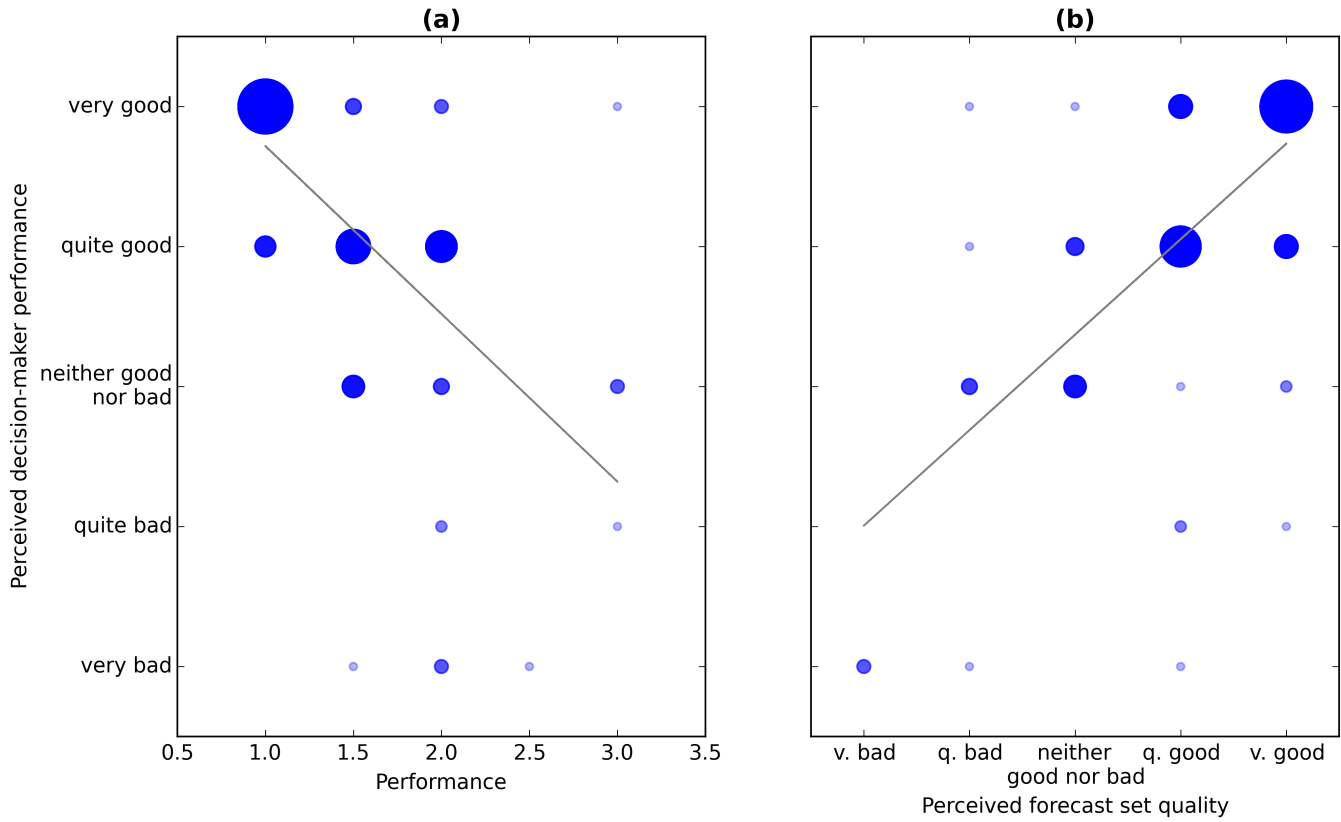 (a)
Perceived decision-maker performance
very good
quite good
neither good
nor bad
quite bad
very bad
0.5 1.0 1.5 2.0 2.5 3.0 3.5
Performance
(b)
v. bad q. bad neither q. good v. good
good nor bad
Perceived forecast set quality